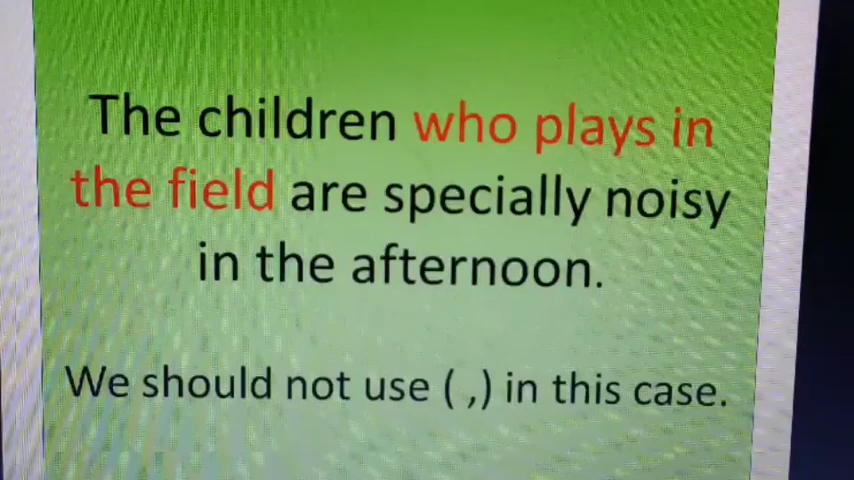 The children who plays in
the field are specially noisy
in the afternoon.
We should not use ( ,) in this case.